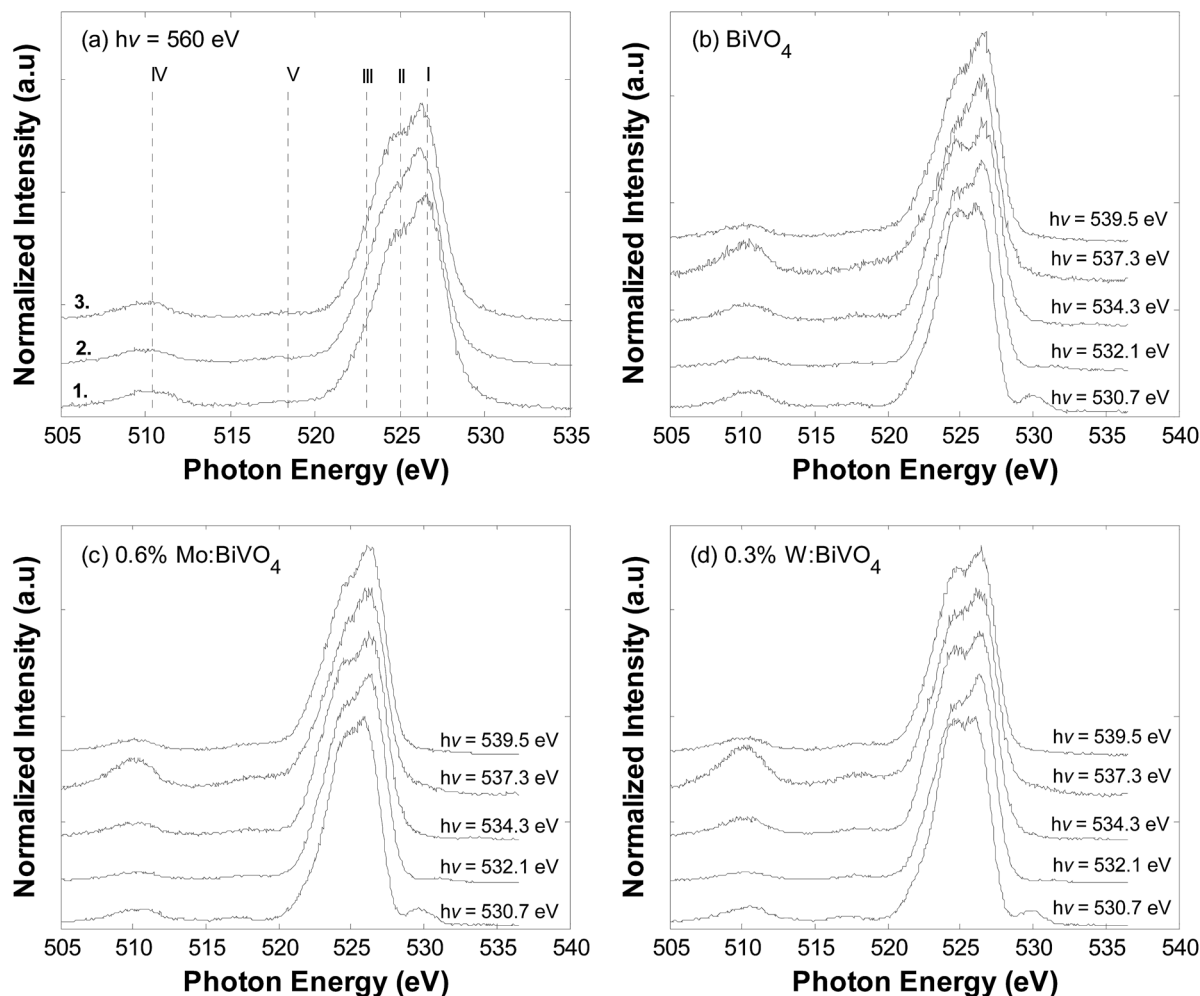 (a) hν = 560 eV
IV V III II I
3.
2.
1.
505 510 515 520 525 530 535
Photon Energy (eV)
Normalized Intensity (a.u)
(b) BiVO4
hν = 539.5 eV
hν = 537.3 eV
hν = 534.3 eV
hν = 532.1 eV
hν = 530.7 eV
505 510 515 520 525 530 535 540
Photon Energy (eV)
Normalized Intensity (a.u)
(c) 0.6% Mo:BiVO4
hν = 539.5 eV
hν = 537.3 eV
hν = 534.3 eV
hν = 532.1 eV
hν = 530.7 eV
505 510 515 520 525 530 535 540
Photon Energy (eV)
Normalized Intensity (a.u)
(d) 0.3% W:BiVO4
hν = 539.5 eV
hν = 537.3 eV
hν = 534.3 eV
hν = 532.1 eV
hν = 530.7 eV
505 510 515 520 525 530 535 540
Photon Energy (eV)
Normalized Intensity (a.u)